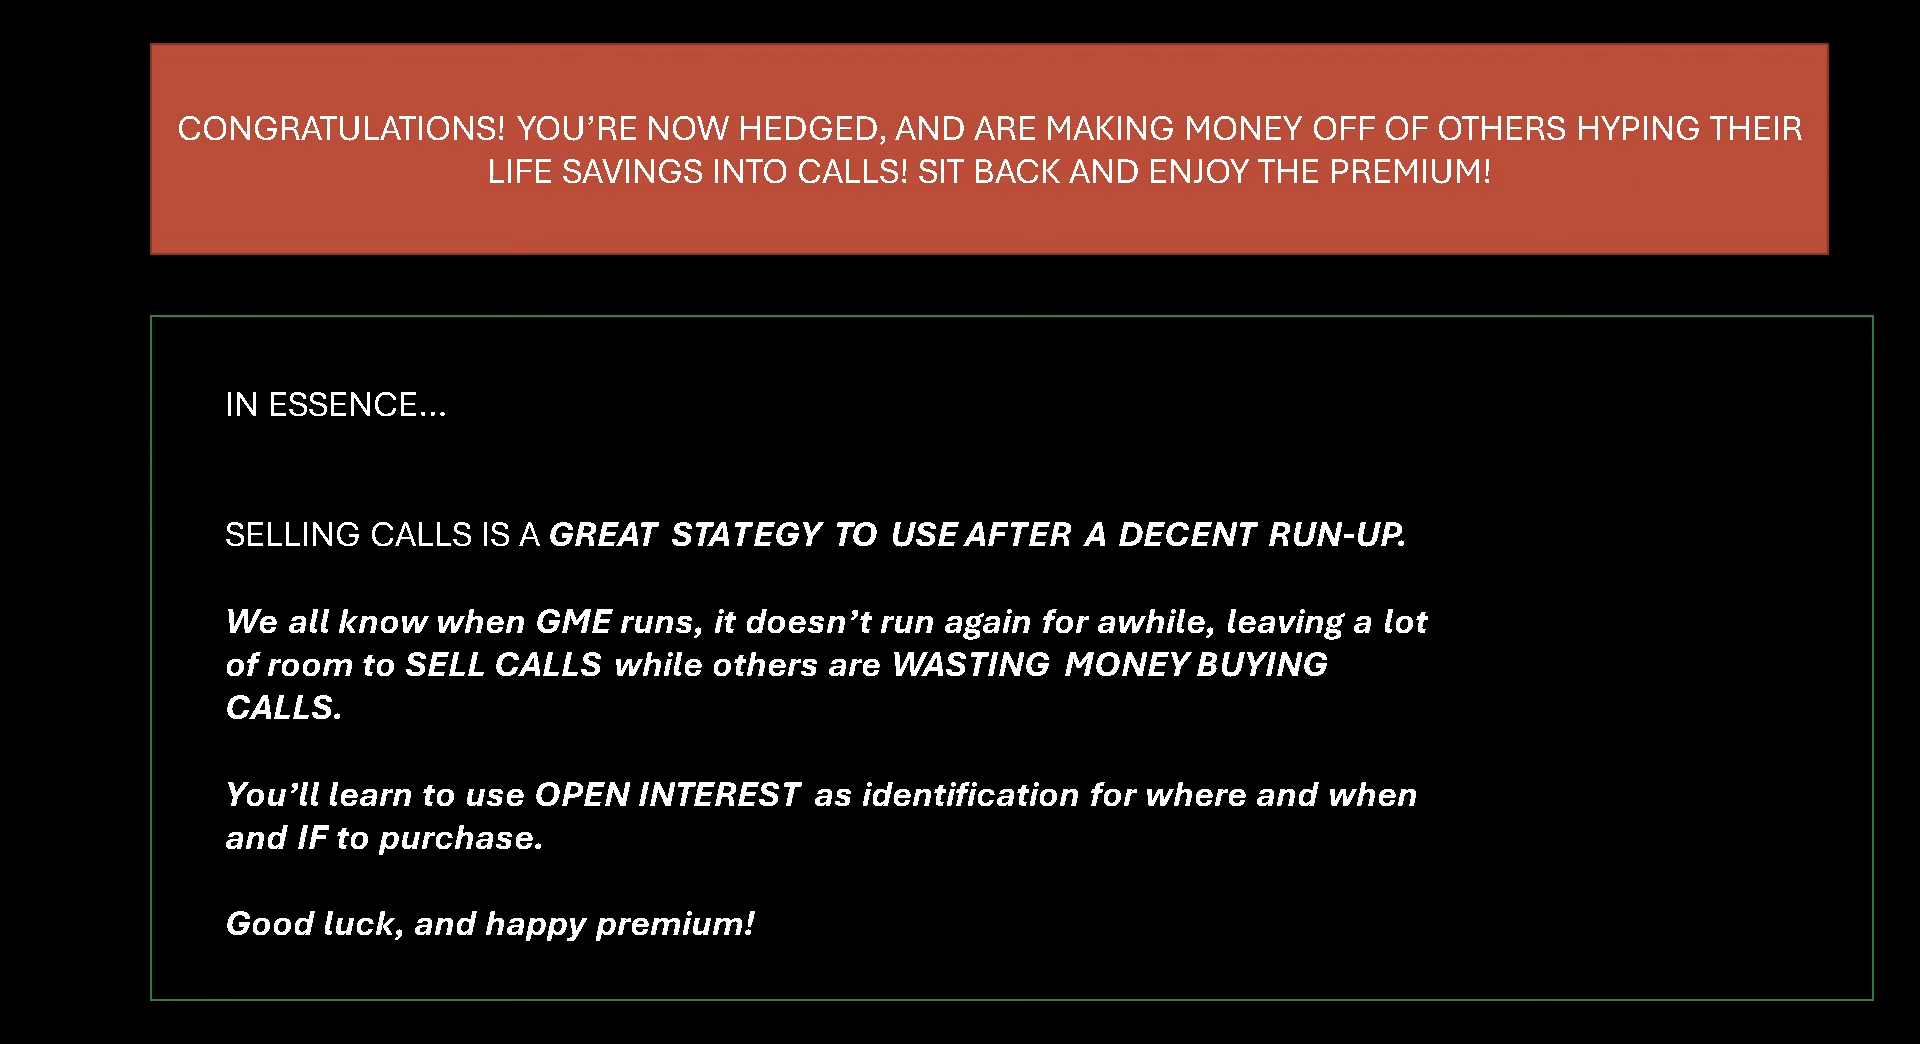 CONGRATULATIONS! YOU’RE NOW HEDGED, AND ARE MAKING MONEY OFF OF OTHERS HYPING THEIR
LIFE SAVINGS INTO CALLS! SIT BACK AND ENJOY THE PREMIUM!
IN ESSENCE...
SELLING CALLS IS A GREAT STATEGY TO USE AFTER A DECENT RUN-UP.
We all know when GME runs, it doesn’t run again for awhile, leaving a lot
of room to SELL CALLS while others are WASTING MONEY BUYING
CALLS.
You’ll learn to use OPEN INTEREST as identification for where and when
and IF to purchase.
Good luck, and happy premium!